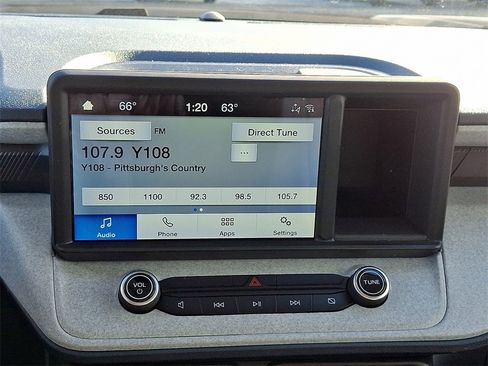 66° 1:20 63°
Sources FM Direct Tune
107.9 Y108
...
Y108 - Pittsburgh's Country
850 1100 92.3 98.5 105.7
Audio Phone Apps Settings
VOL TUNE